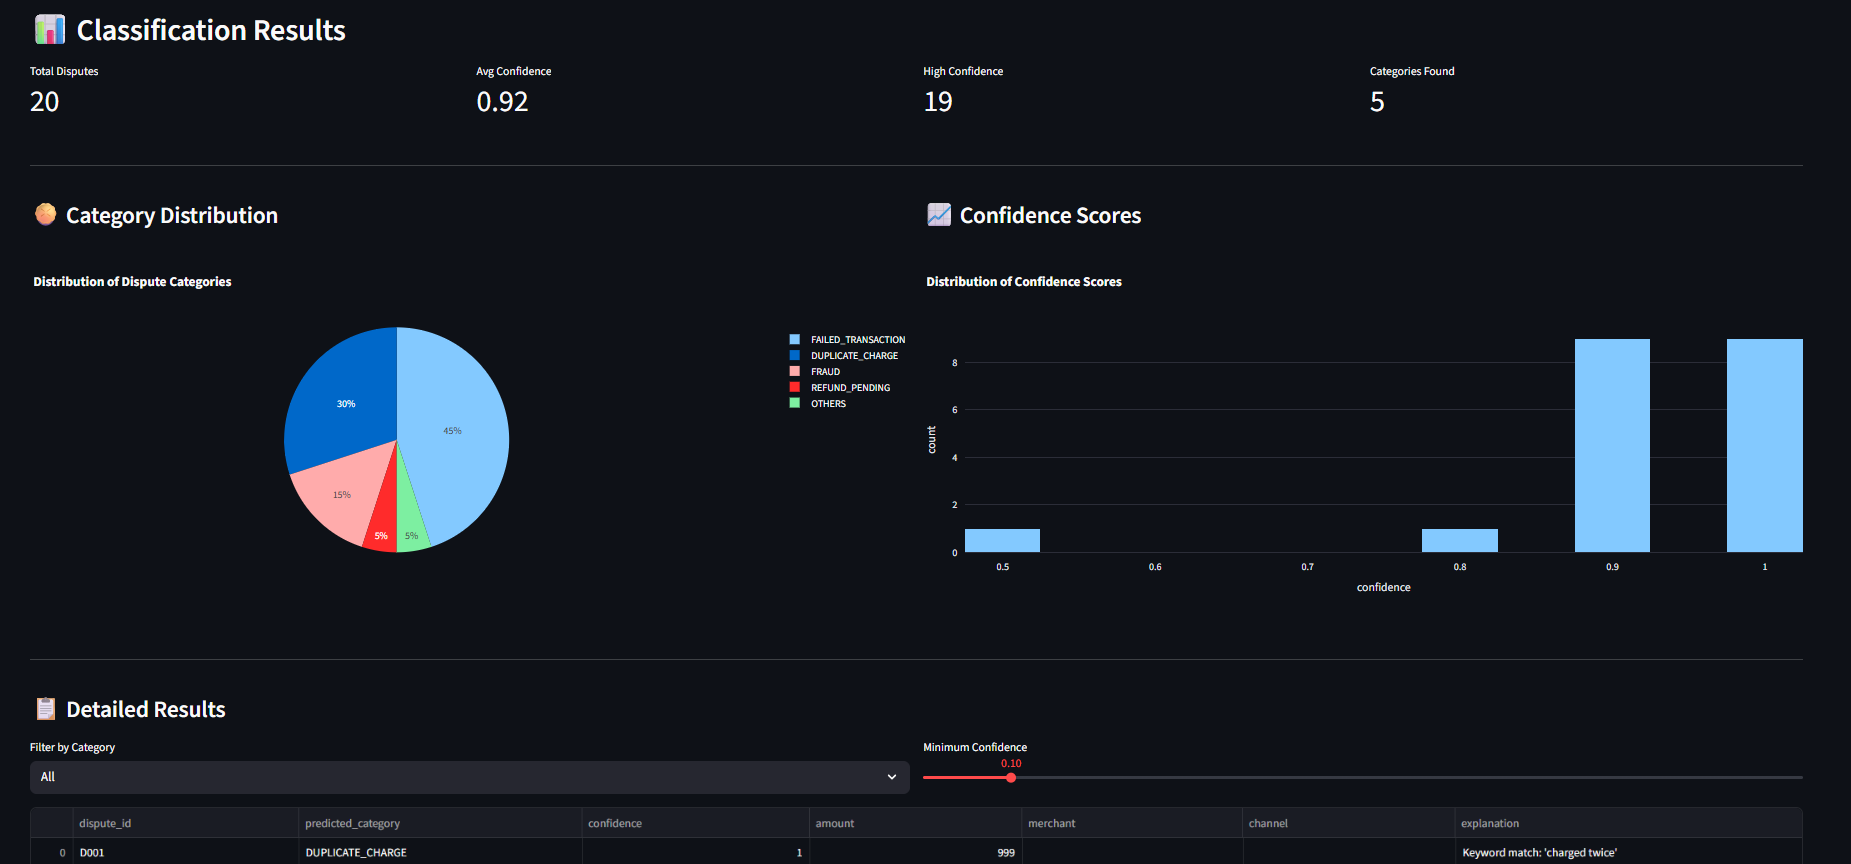 Classification Results
Total Disputes
20
Avg Confidence
0.92
High Confidence
19
Categories Found
5
Category Distribution
Distribution of Dispute Categories
30%
45%
15%
5%
5%
FAILED_TRANSACTION
DUPLICATE_CHARGE
FRAUD
REFUND_PENDING
OTHERS
Confidence Scores
Distribution of Confidence Scores
count
8
6
4
2
0
0.5 0.6 0.7 0.8 0.9 1
confidence
Detailed Results
Filter by Category
All
Minimum Confidence
0.10
dispute_id predicted_category confidence amount merchant channel explanation
0 D001 DUPLICATE_CHARGE 1 999 Keyword match: 'charged twice'